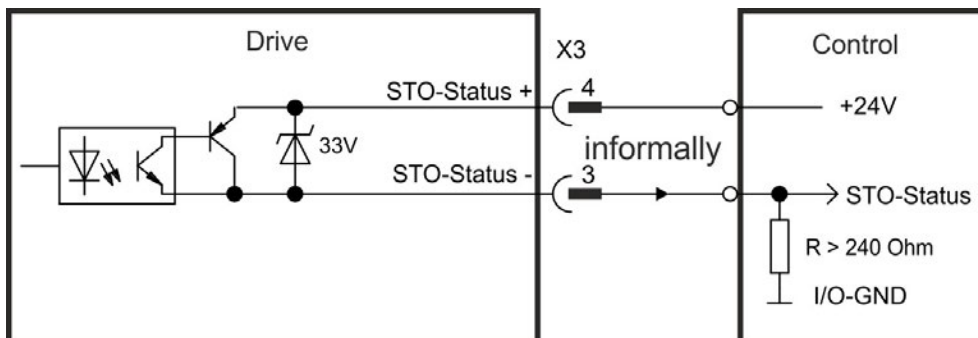 Drive
X3
Control
STO-Status +
4
+24V
33V
informally
STO-Status -
3
STO-Status
R > 240 Ohm
I/O-GND